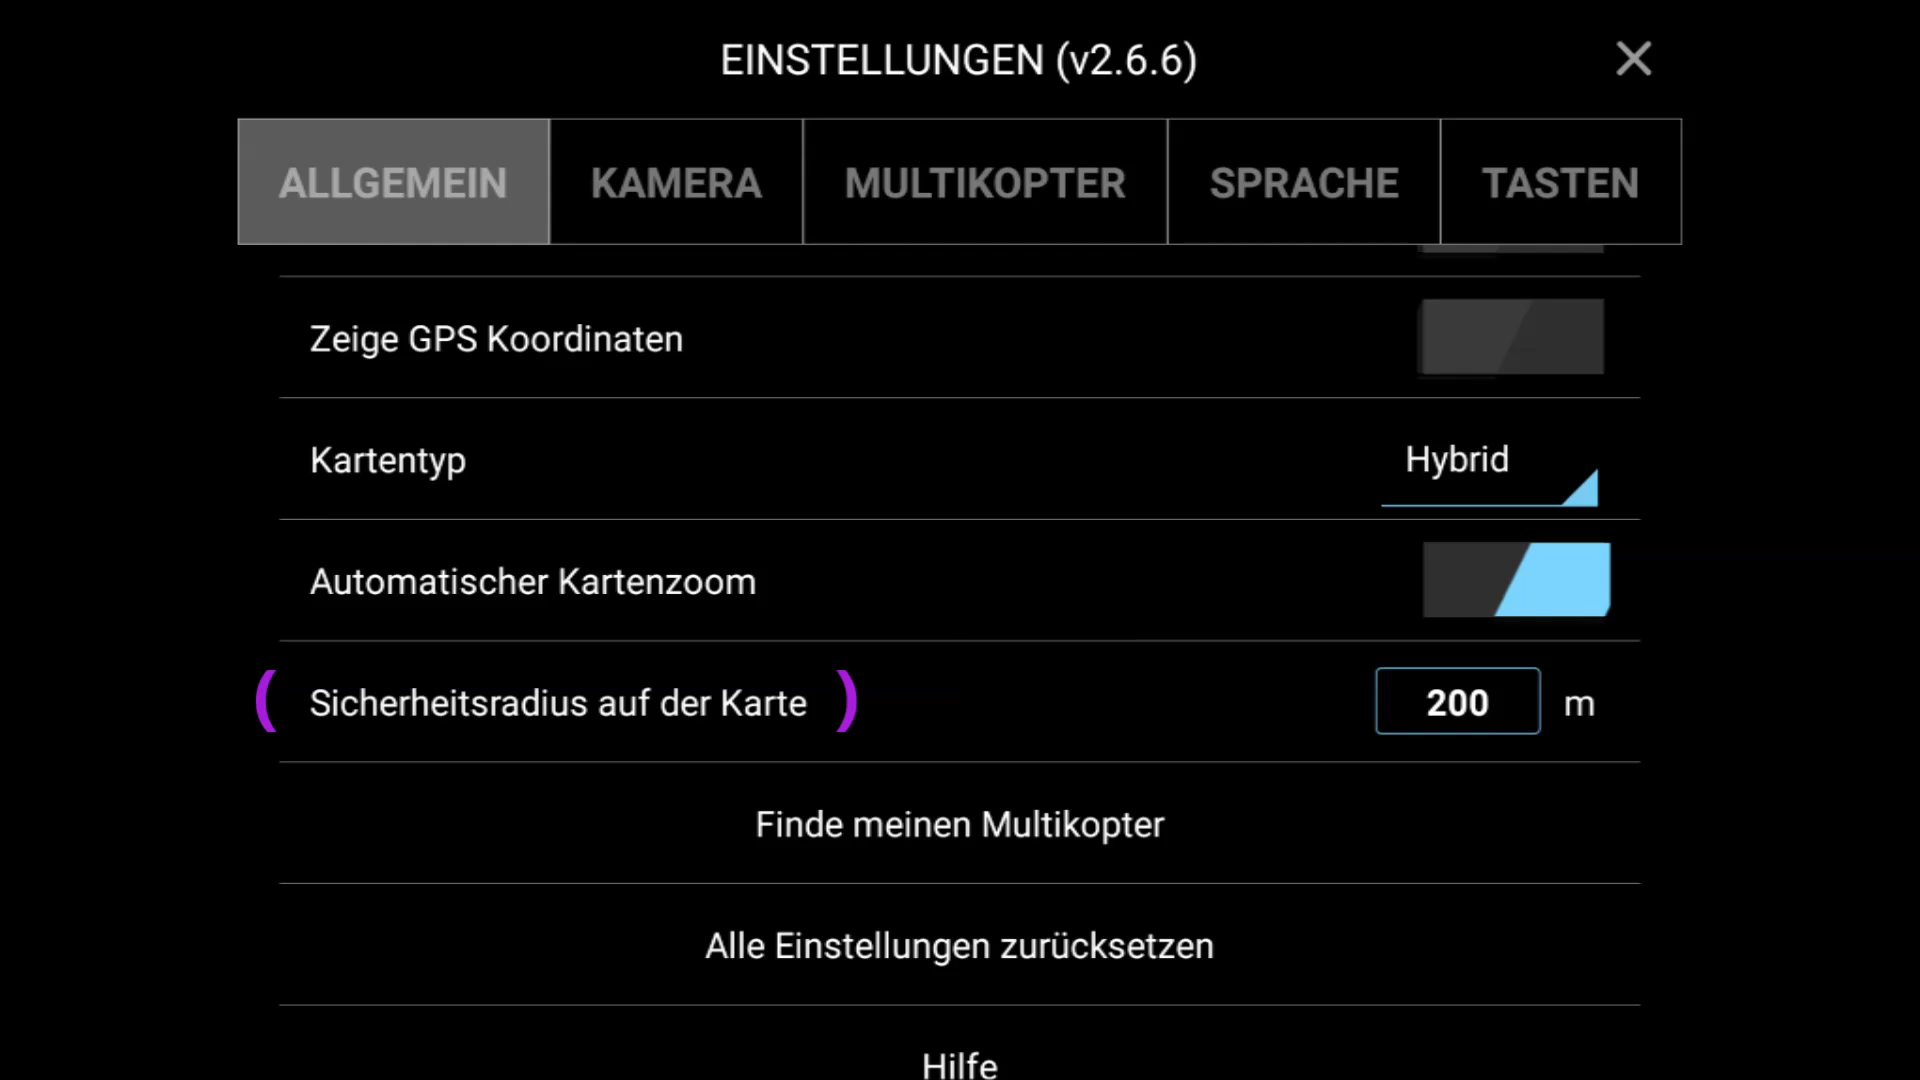 EINSTELLUNGEN (v2.6.6)
ALLGEMEIN KAMERA MULTIKOPTER SPRACHE TASTEN
Zeige GPS Koordinaten
Kartentyp Hybrid
Automatischer Kartenzoom
( Sicherheitsradius auf der Karte ) 200 m
Finde meinen Multikopter
Alle Einstellungen zurücksetzen
Hilfe